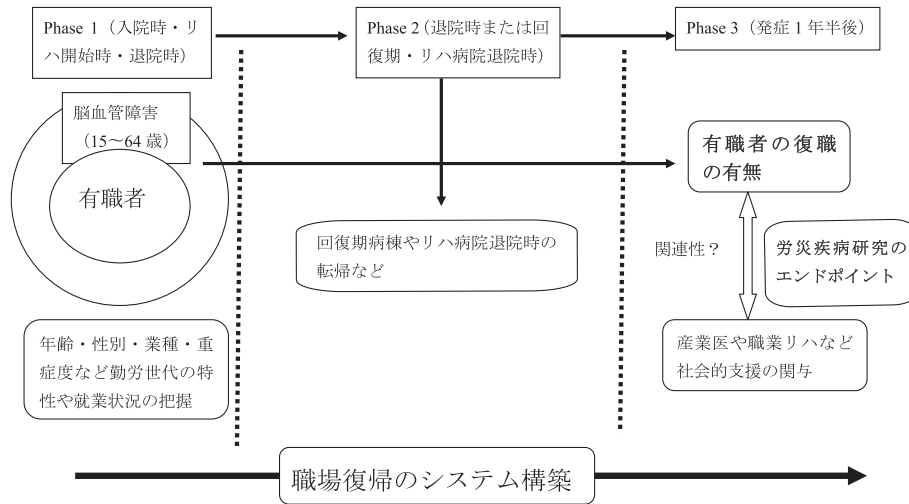 Phase 1（入院時・リ
ハ開始時・退院時）
Phase 2（退院時または回
復期・リハ病院退院時）
Phase 3（発症 1 年半後）
脳血管障害
（15～64 歳）
有職者
有職者の復職
の有無
回復期病棟やリハ病院退院時の
転帰など
関連性？
労災疾病研究の
エンドポイント
年齢・性別・業種・重
症度など勤労世代の特
性や就業状況の把握
産業医や職業リハなど
社会的支援の関与
職場復帰のシステム構築